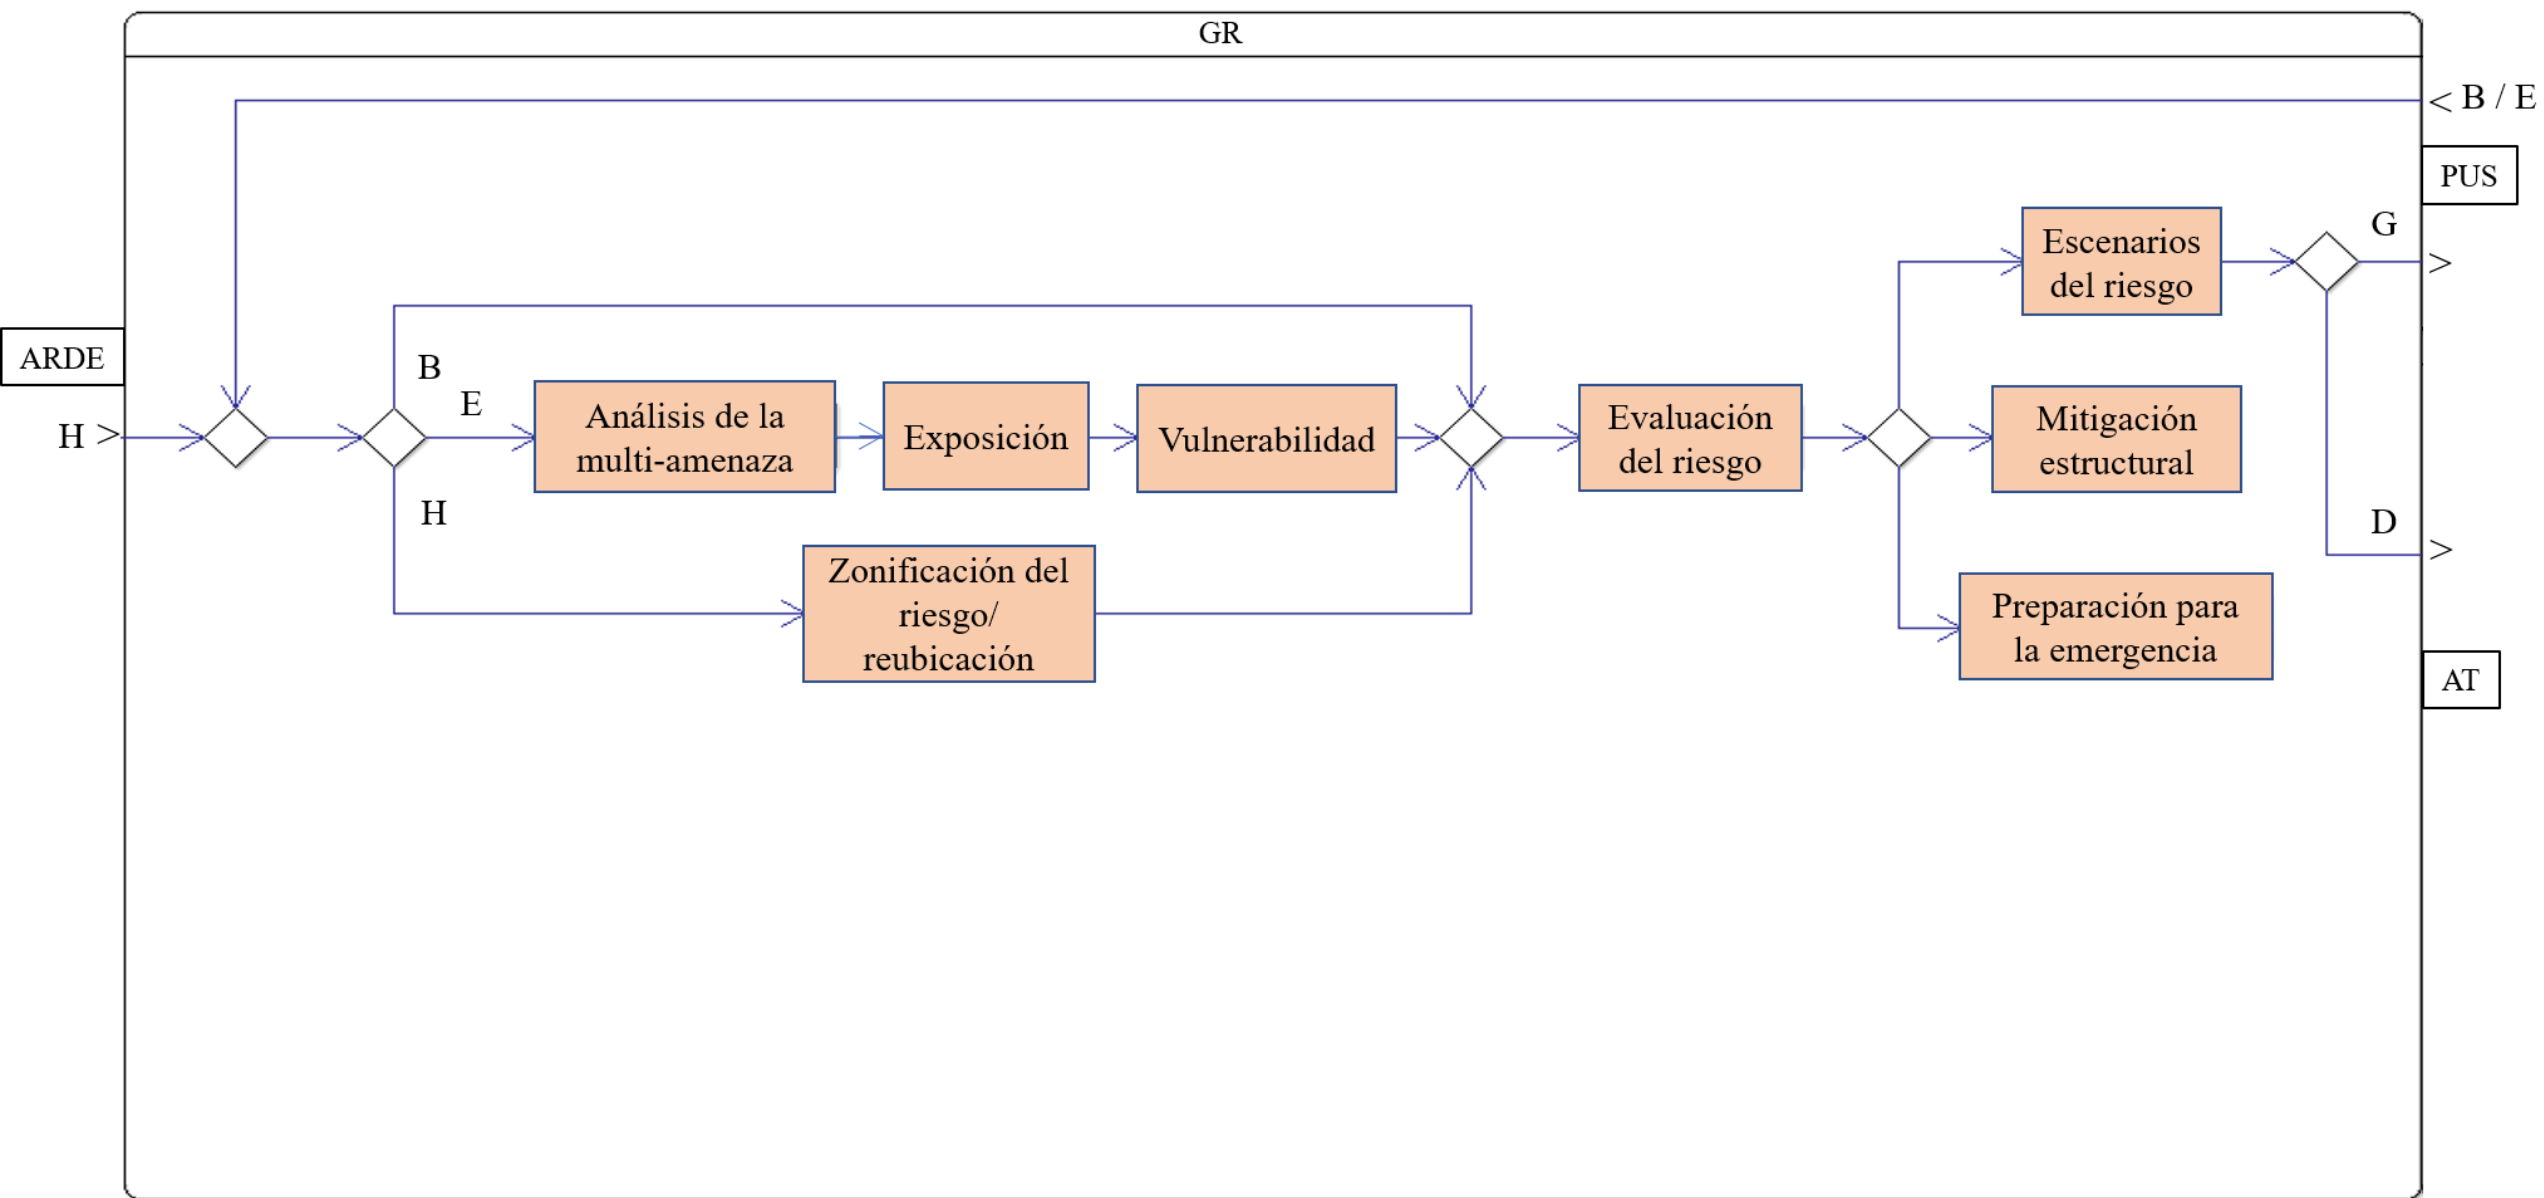 GR
< B / E
PUS
G
>
Escenarios
del riesgo
ARDE
H >
B
E
H
Análisis de la
multi-amenaza
Exposición
Vulnerabilidad
Zonificación del
riesgo/
reubicación
Evaluación
del riesgo
Mitigación
estructural
D
>
Preparación para
la emergencia
AT